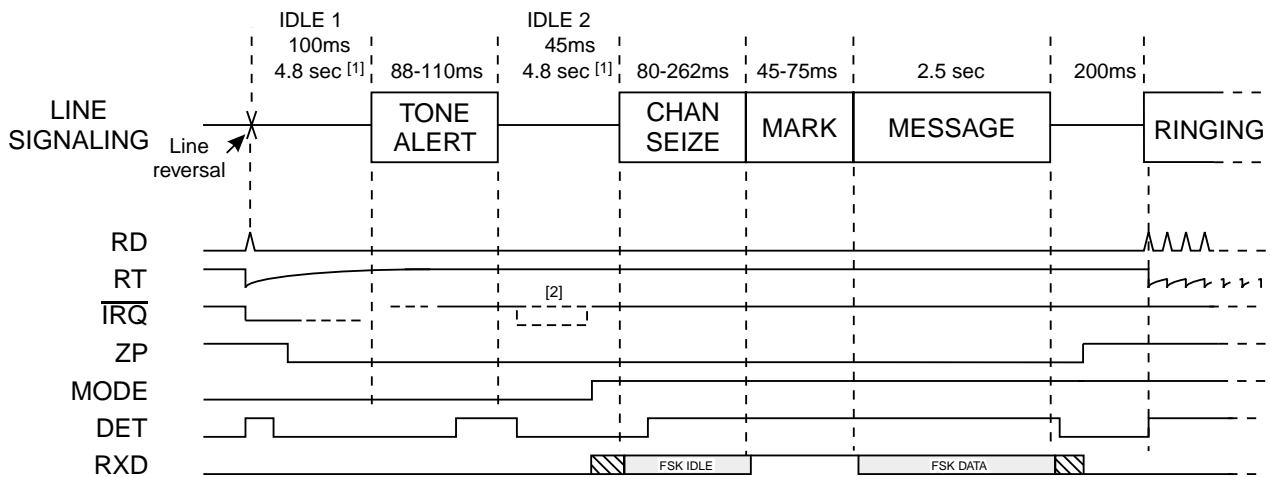 IDLE 1
100ms
4.8 sec [1]
88-110ms
IDLE 2
45ms
4.8 sec [1]
80-262ms
45-75ms
2.5 sec
200ms
LINE
SIGNALING
Line
reversal
TONE
ALERT
CHAN
SEIZE
MARK
MESSAGE
RINGING
RD
RT
[2]
IRQ
ZP
MODE
DET
RXD
FSK IDLE
FSK DATA